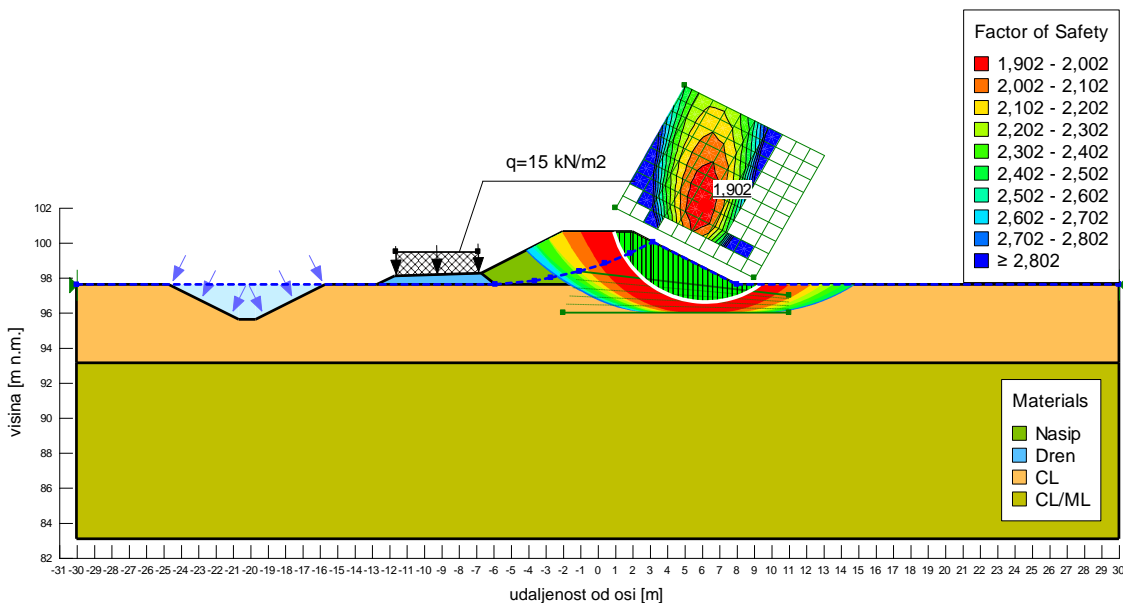 Factor of Safety
1,902 - 2,002
2,002 - 2,102
2,102 - 2,202
2,202 - 2,302
2,302 - 2,402
2,402 - 2,502
2,502 - 2,602
2,602 - 2,702
2,702 - 2,802
≥ 2,802
q=15 kN/m2
1,902
102
100
98
96
94
92
90
88
86
84
82
visina [m n.m.]
Materials
Nasip
Dren
CL
CL/ML
-31 -30 -29 -28 -27 -26 -25 -24 -23 -22 -21 -20 -19 -18 -17 -16 -15 -14 -13 -12 -11 -10 -9 -8 -7 -6 -5 -4 -3 -2 -1 0 1 2 3 4 5 6 7 8 9 10 11 12 13 14 15 16 17 18 19 20 21 22 23 24 25 26 27 28 29 30
udaljenost od osi [m]